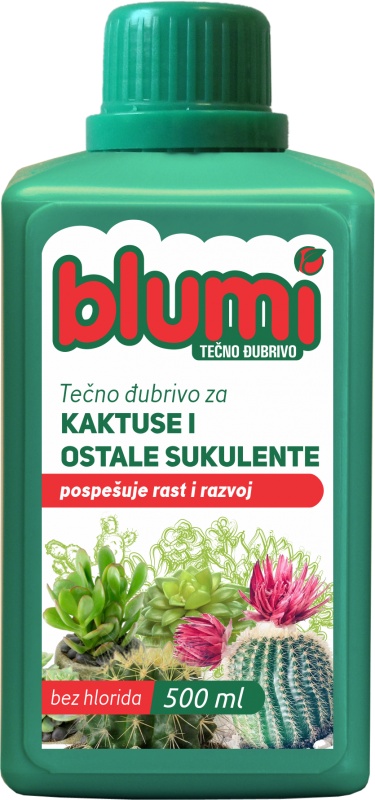 blumi
TEČNO ĐUBRIVO
Tečno đubrivo za
KAKTUSE I
OSTALE SUKULENTE
pospešuje rast i razvoj
bez hlorida 500 ml